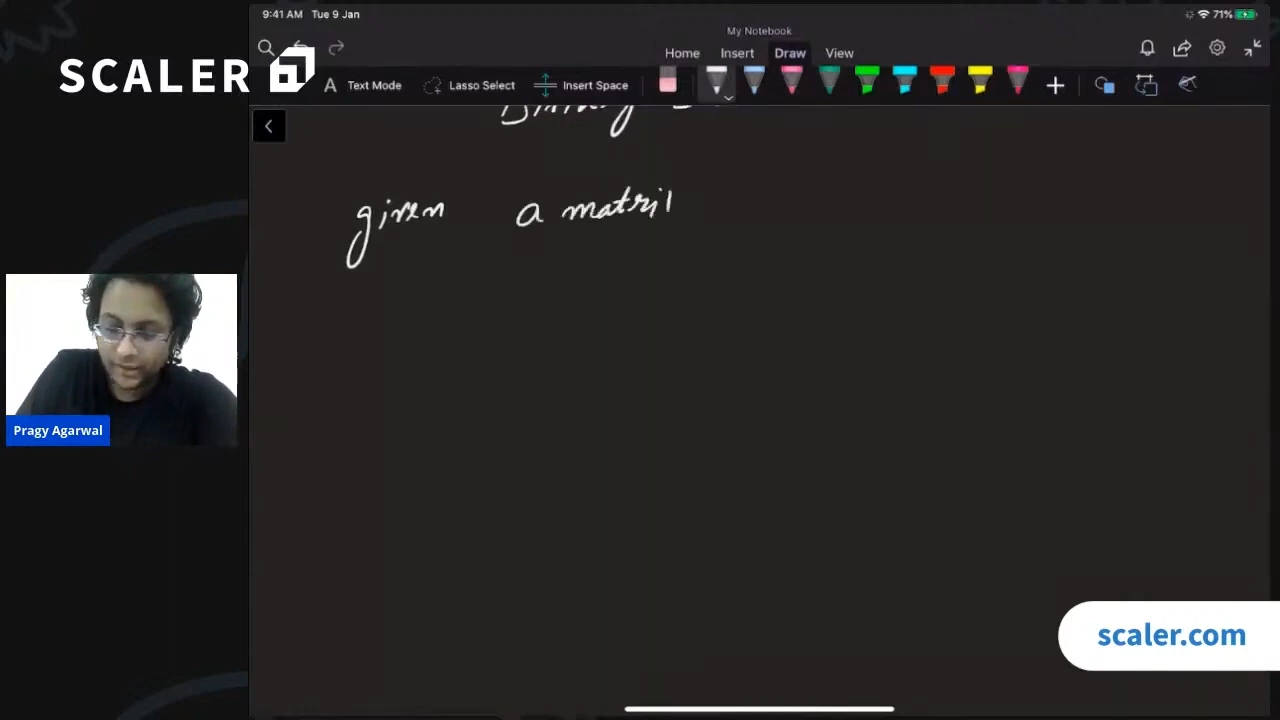 9:41 AM Tue 9 Jan
71%
My Notebook
SCALER
Home Insert Draw View
A Text Mode Lasso Select Insert Space
given a matri
Pragy Agarwal
scaler.com